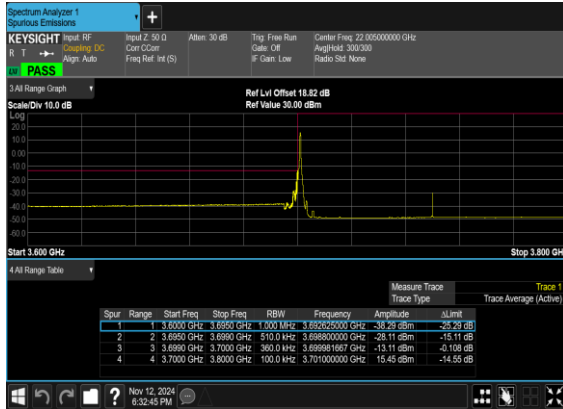 Spectrum Analyzer 1
Spurious Emissions
KEYSIGHT Input: RF Input Z: 50 Ω Atten: 30 dB Trig: Free Run Center Freq: 22.005000000 GHz
R T Coupling: DC Corr CCorr Gate: Off Avg|Hold: 300/300
Align: Auto Freq Ref: Int (S) IF Gain: Low Radio Std: None
PASS
3 All Range Graph Ref Lvl Offset 18.82 dB
Scale/Div 10.0 dB Ref Value 30.00 dBm
Log
20.0
10.0
0.00
-10.0
-20.0
-30.0
-40.0
-50.0
-60.0
Start 3.600 GHz Stop 3.800 GH
4 All Range Table
Measure Trace Trace 1
Trace Type Trace Average (Active)
Spur Range Start Freq Stop Freq RBW Frequency Amplitude ΔLimit
1 1 3.6000 GHz 3.6950 GHz 1.000 MHz 3.692625000 GHz -38.29 dBm -25.29 dB
2 2 3.6950 GHz 3.6990 GHz 510.0 kHz 3.698800000 GHz -28.11 dBm -15.11 dB
3 3 3.6990 GHz 3.7000 GHz 360.0 kHz 3.699981667 GHz -13.11 dBm -0.108 dB
4 4 3.7000 GHz 3.8000 GHz 100.0 kHz 3.701000000 GHz 15.45 dBm -14.55 dB
Nov 12, 2024
6:32:45 PM